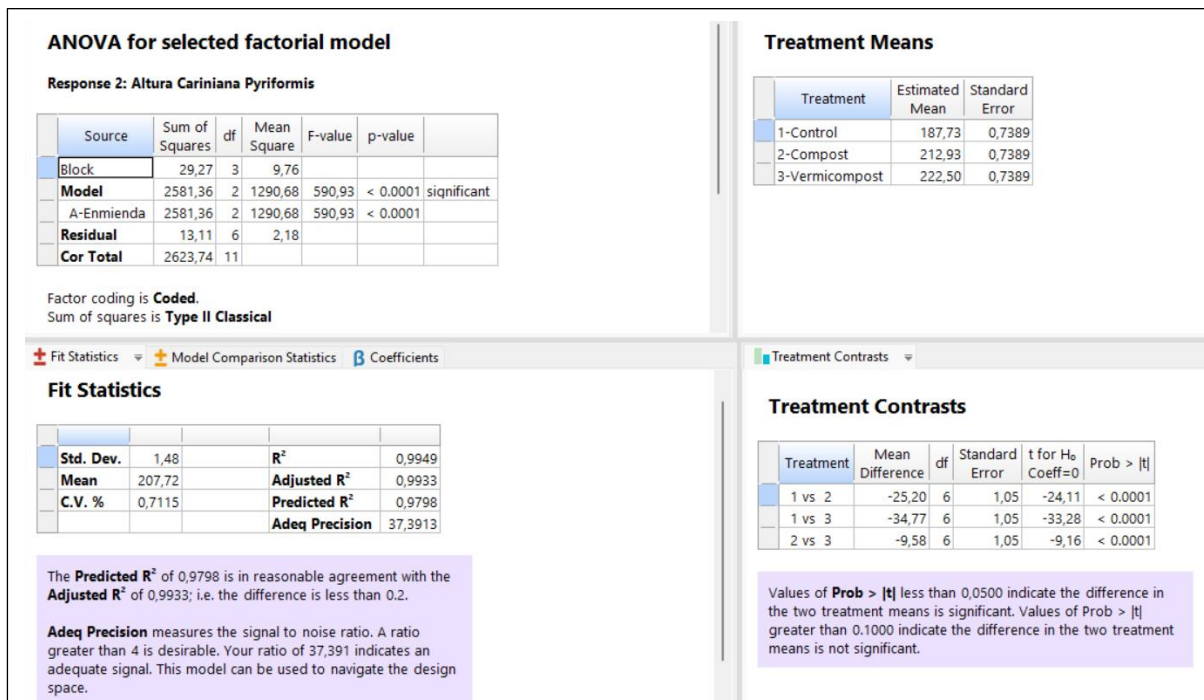 ANOVA for selected factorial model
Response 2: Altura Cariniana Pyriformis
Source Sum of Squares df Mean Square F-value p-value
Block 29,27 3 9,76
Model 2581,36 2 1290,68 590,93 < 0.0001 significant
A-Enmienda 2581,36 2 1290,68 590,93 < 0.0001
Residual 13,11 6 2,18
Cor Total 2623,74 11
Factor coding is Coded.
Sum of squares is Type II Classical
Treatment Means
Treatment Estimated Mean Standard Error
1-Control 187,73 0,7389
2-Compost 212,93 0,7389
3-Vermicompost 222,50 0,7389
Fit Statistics Model Comparison Statistics β Coefficients
Fit Statistics
Std. Dev. 1,48 R² 0,9949
Mean 207,72 Adjusted R² 0,9933
C.V. % 0,7115 Predicted R² 0,9798
Adeq Precision 37,3913
The Predicted R² of 0,9798 is in reasonable agreement with the
Adjusted R² of 0,9933; i.e. the difference is less than 0.2.
Adeq Precision measures the signal to noise ratio. A ratio
greater than 4 is desirable. Your ratio of 37,391 indicates an
adequate signal. This model can be used to navigate the design
space.
Treatment Contrasts
Treatment Contrasts
Treatment Mean Difference df Standard Error t for H₀ Coeff=0 Prob > |t|
1 vs 2 -25,20 6 1,05 -24,11 < 0.0001
1 vs 3 -34,77 6 1,05 -33,28 < 0.0001
2 vs 3 -9,58 6 1,05 -9,16 < 0.0001
Values of Prob > |t| less than 0,0500 indicate the difference in
the two treatment means is significant. Values of Prob > |t|
greater than 0.1000 indicate the difference in the two treatment
means is not significant.